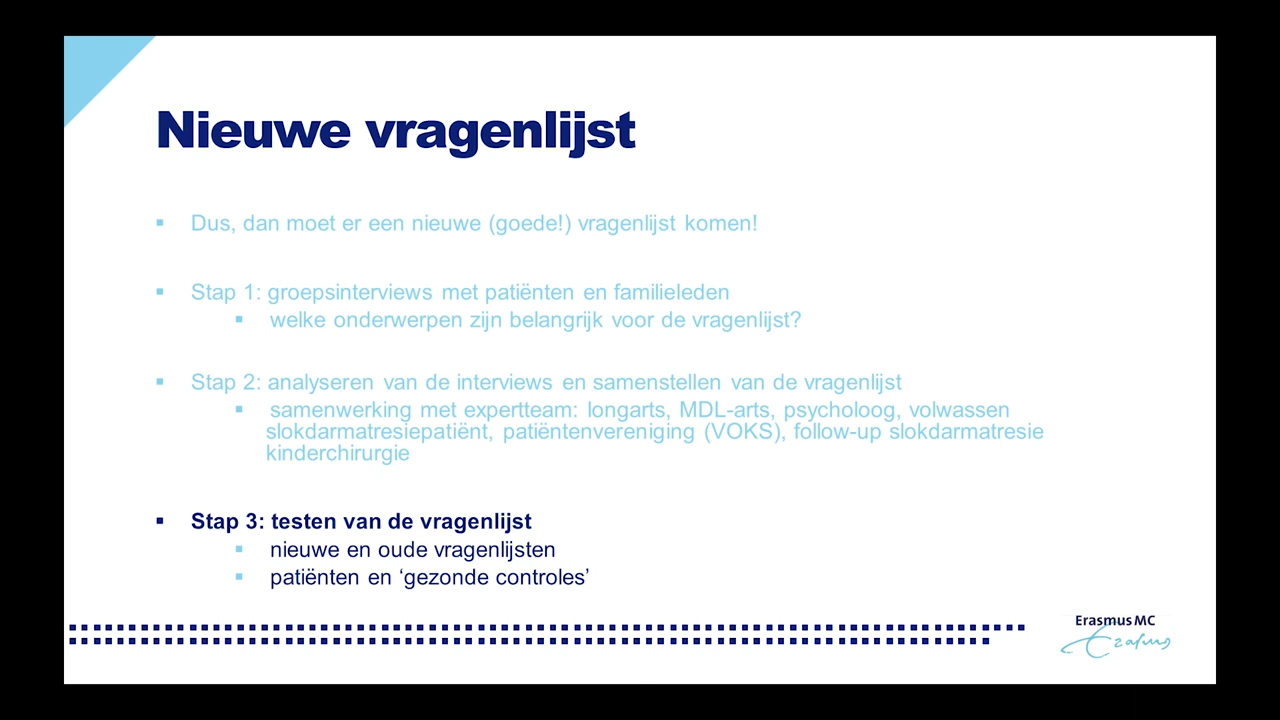 Nieuwe vragenlijst
Dus, dan moet er een nieuwe (goede!) vragenlijst komen!
Stap 1: groepsinterviews met patiënten en familieleden
welke onderwerpen zijn belangrijk voor de vragenlijst?
Stap 2: analyseren van de interviews en samenstellen van de vragenlijst
samenwerking met expertteam: longarts, MDL-arts, psycholoog, volwassen
slokdarmatresiepatiënt, patiëntenvereniging (VOKS), follow-up slokdarmatresie
kinderchirurgie
Stap 3: testen van de vragenlijst
nieuwe en oude vragenlijsten
patiënten en ‘gezonde controles’
Erasmus MC
Erasmus